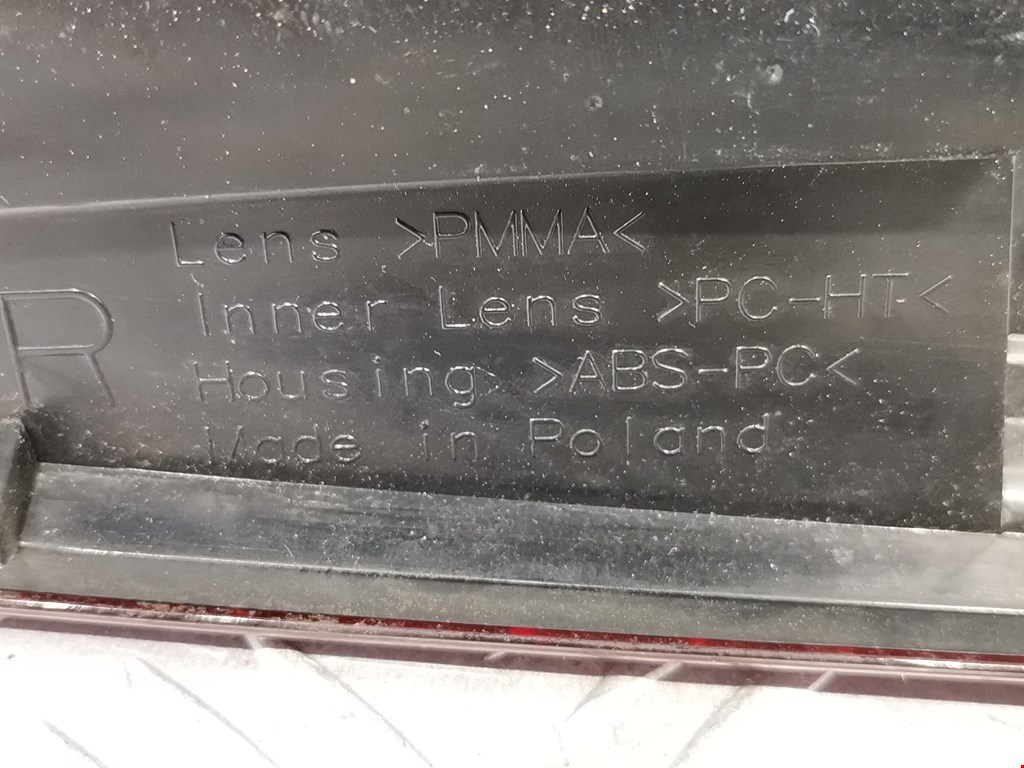 Lens >PMMA<
R
Inner Lens >PC-HT<
Housing >ABS-PC<
Made in Poland